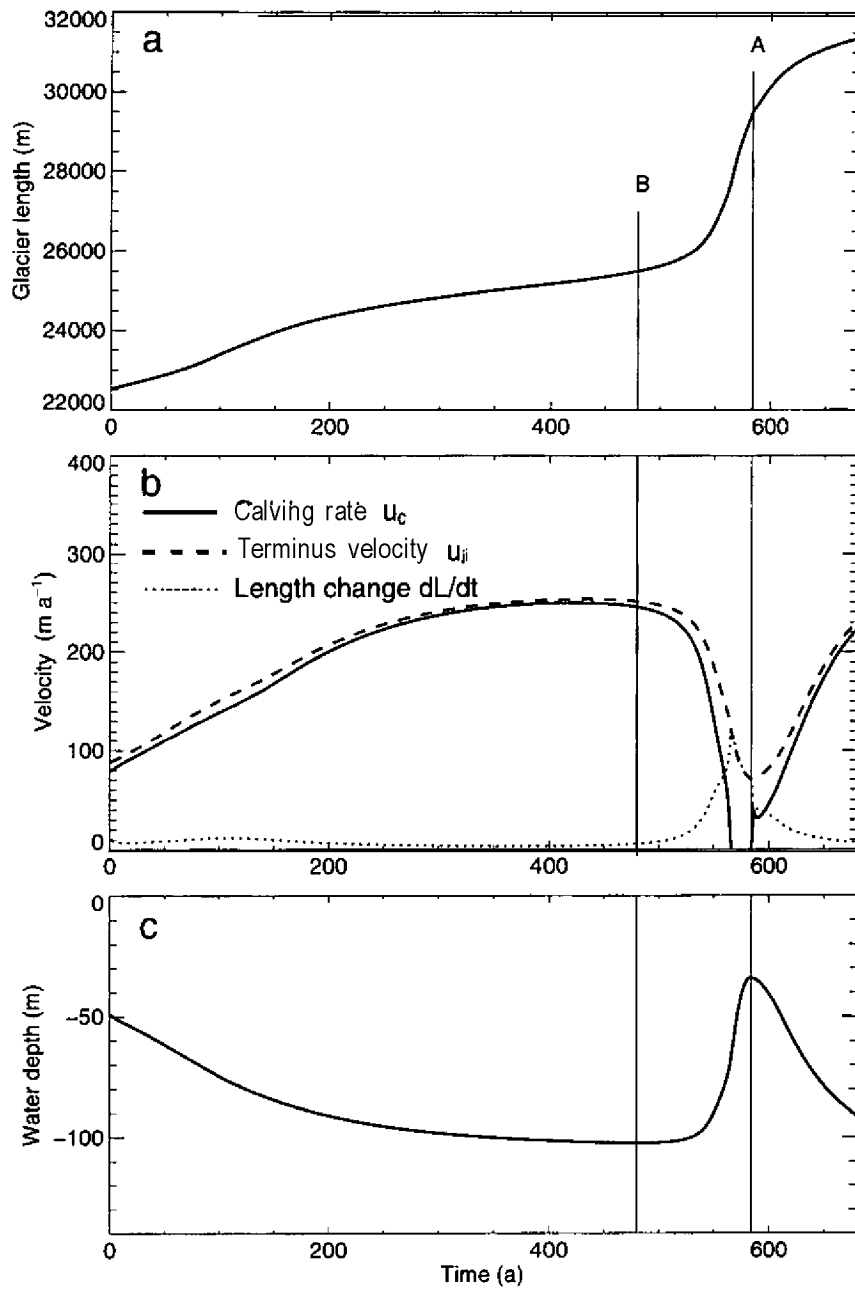 a
32000
30000
28000
26000
24000
22000
Glacier length (m)
B
A
0
200
400
600
b
400
300
200
100
0
Velocity (m a⁻¹)
Calving rate u_c
Terminus velocity u_ji
Length change dL/dt
0
200
400
600
c
0
−50
−100
Water depth (m)
0
200
400
600
Time (a)